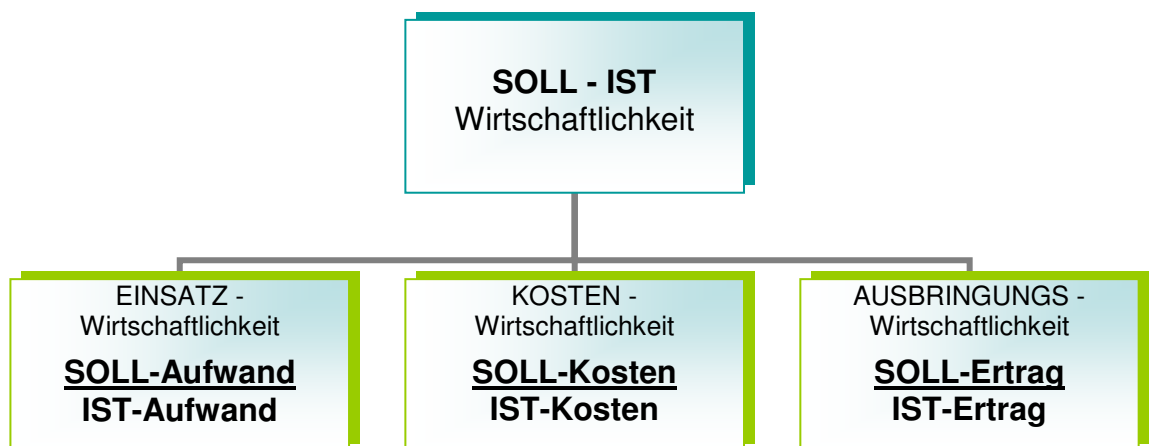 SOLL - IST
Wirtschaftlichkeit
EINSATZ -
Wirtschaftlichkeit
SOLL-Aufwand
IST-Aufwand
KOSTEN -
Wirtschaftlichkeit
SOLL-Kosten
IST-Kosten
AUSBRINGUNGS -
Wirtschaftlichkeit
SOLL-Ertrag
IST-Ertrag